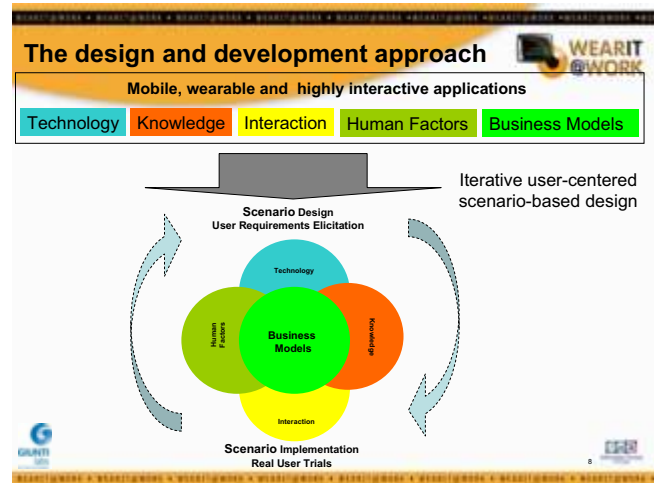 The design and development approach
WEARIT
@WORK
Mobile, wearable and highly interactive applications
Technology Knowledge Interaction Human Factors Business Models
Iterative user-centered
scenario-based design
Scenario Design
User Requirements Elicitation
Technology
Human
Factors
Business
Models
Knowledge
Interaction
Scenario Implementation
Real User Trials
GIUNTI
8